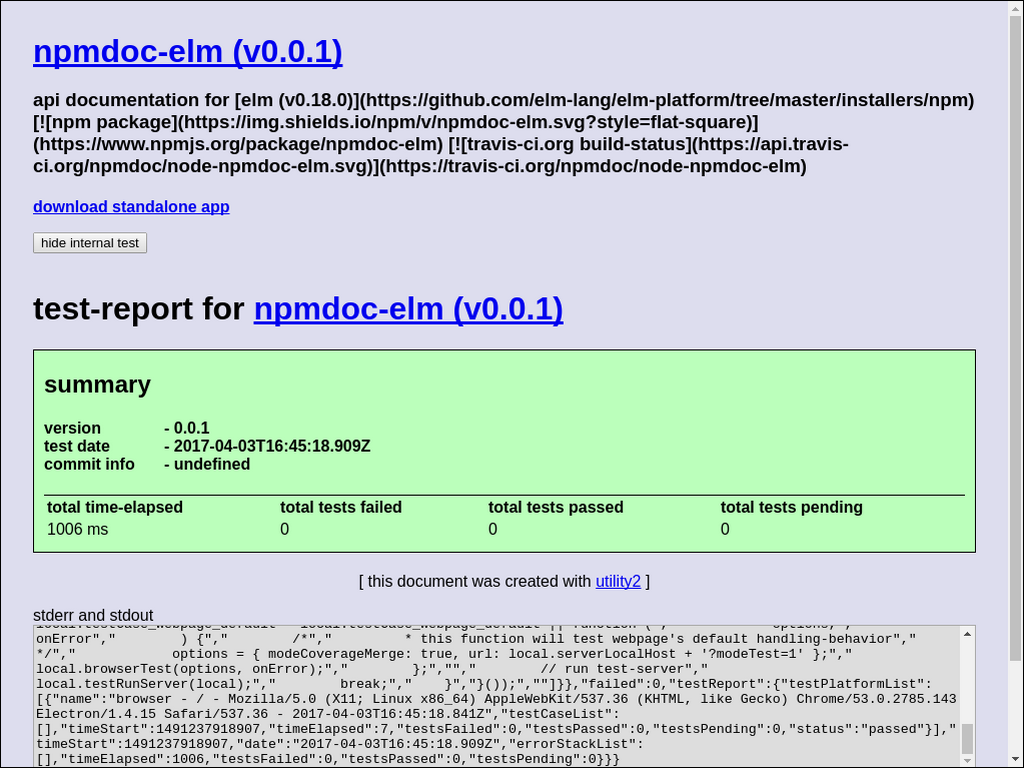 npmdoc-elm (v0.0.1)
api documentation for [elm (v0.18.0)](https://github.com/elm-lang/elm-platform/tree/master/installers/npm)
[![npm package](https://img.shields.io/npm/v/npmdoc-elm.svg?style=flat-square)]
(https://www.npmjs.org/package/npmdoc-elm) [![travis-ci.org build-status](https://api.travis-
ci.org/npmdoc/node-npmdoc-elm.svg)](https://travis-ci.org/npmdoc/node-npmdoc-elm)
download standalone app
hide internal test
test-report for npmdoc-elm (v0.0.1)
summary
version - 0.0.1
test date - 2017-04-03T16:45:18.909Z
commit info - undefined
total time-elapsed total tests failed total tests passed total tests pending
1006 ms 0 0 0
[ this document was created with utility2 ]
stderr and stdout
local.testCase_webpage_default = local.testCase_webpage_default || function (","             options,",
onError","        ) {","        /*","         * this function will test webpage's default handling-behavior","
*/","            options = { modeCoverageMerge: true, url: local.serverLocalHost + '?modeTest=1' };","
local.browserTest(options, onError);","        };","","        // run test-server","
local.testRunServer(local);","        break;","    }","}());",""]}},"failed":0,"testReport":{"testPlatformList":
[{"name":"browser - / - Mozilla/5.0 (X11; Linux x86_64) AppleWebKit/537.36 (KHTML, like Gecko) Chrome/53.0.2785.143
Electron/1.4.15 Safari/537.36 - 2017-04-03T16:45:18.841Z","testCaseList":
[],"timeStart":1491237918907,"timeElapsed":7,"testsFailed":0,"testsPassed":0,"testsPending":0,"status":"passed"}],"
timeStart":1491237918907,"date":"2017-04-03T16:45:18.909Z","errorStackList":
[],"timeElapsed":1006,"testsFailed":0,"testsPassed":0,"testsPending":0}}}